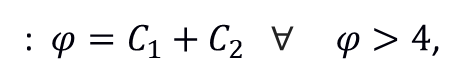 : φ = C₁ + C₂ ∀ φ > 4,